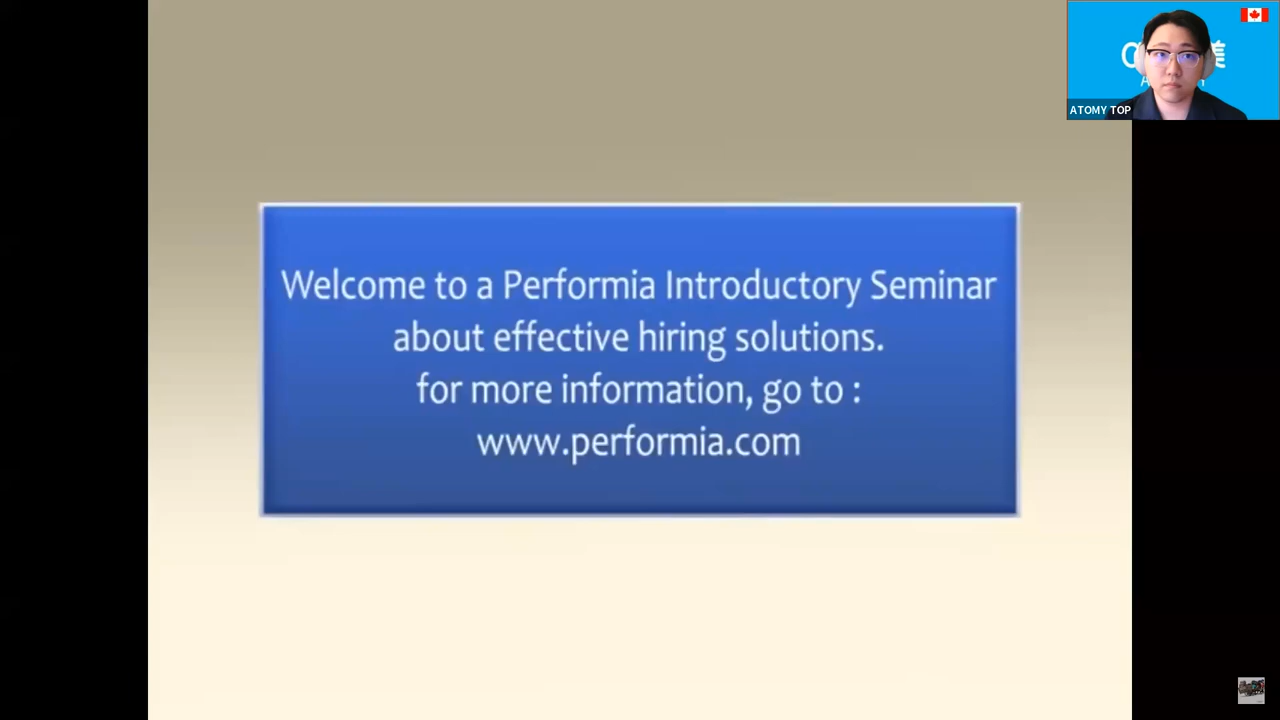 Welcome to a Performia Introductory Seminar
about effective hiring solutions.
for more information, go to :
www.performia.com
美
ATOMY TOP